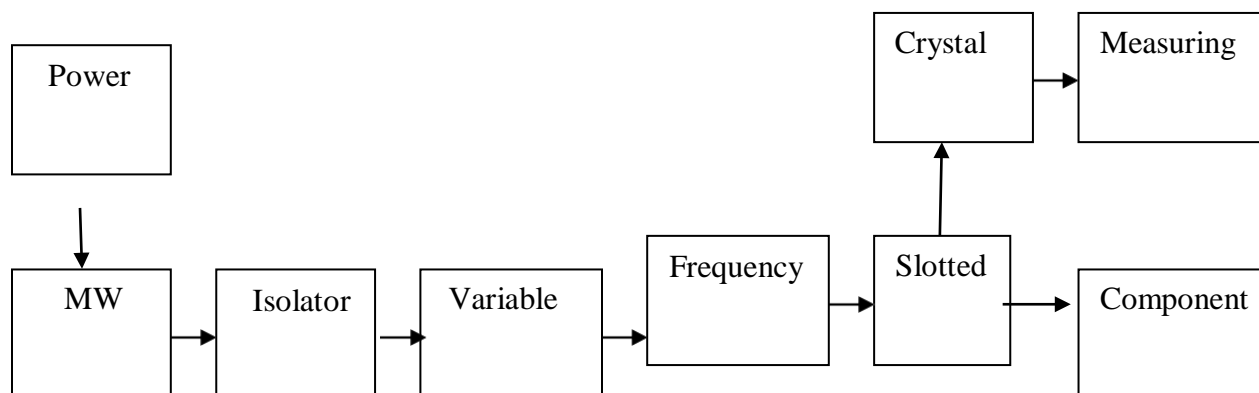 Power
Crystal
Measuring
MW
Isolator
Variable
Frequency
Slotted
Component